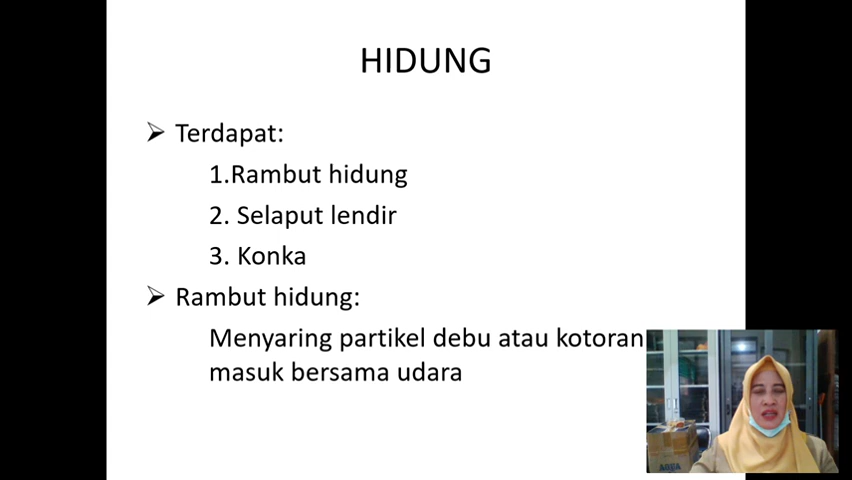 HIDUNG
➢ Terdapat:
1.Rambut hidung
2. Selaput lendir
3. Konka
➢ Rambut hidung:
Menyaring partikel debu atau kotoran
masuk bersama udara